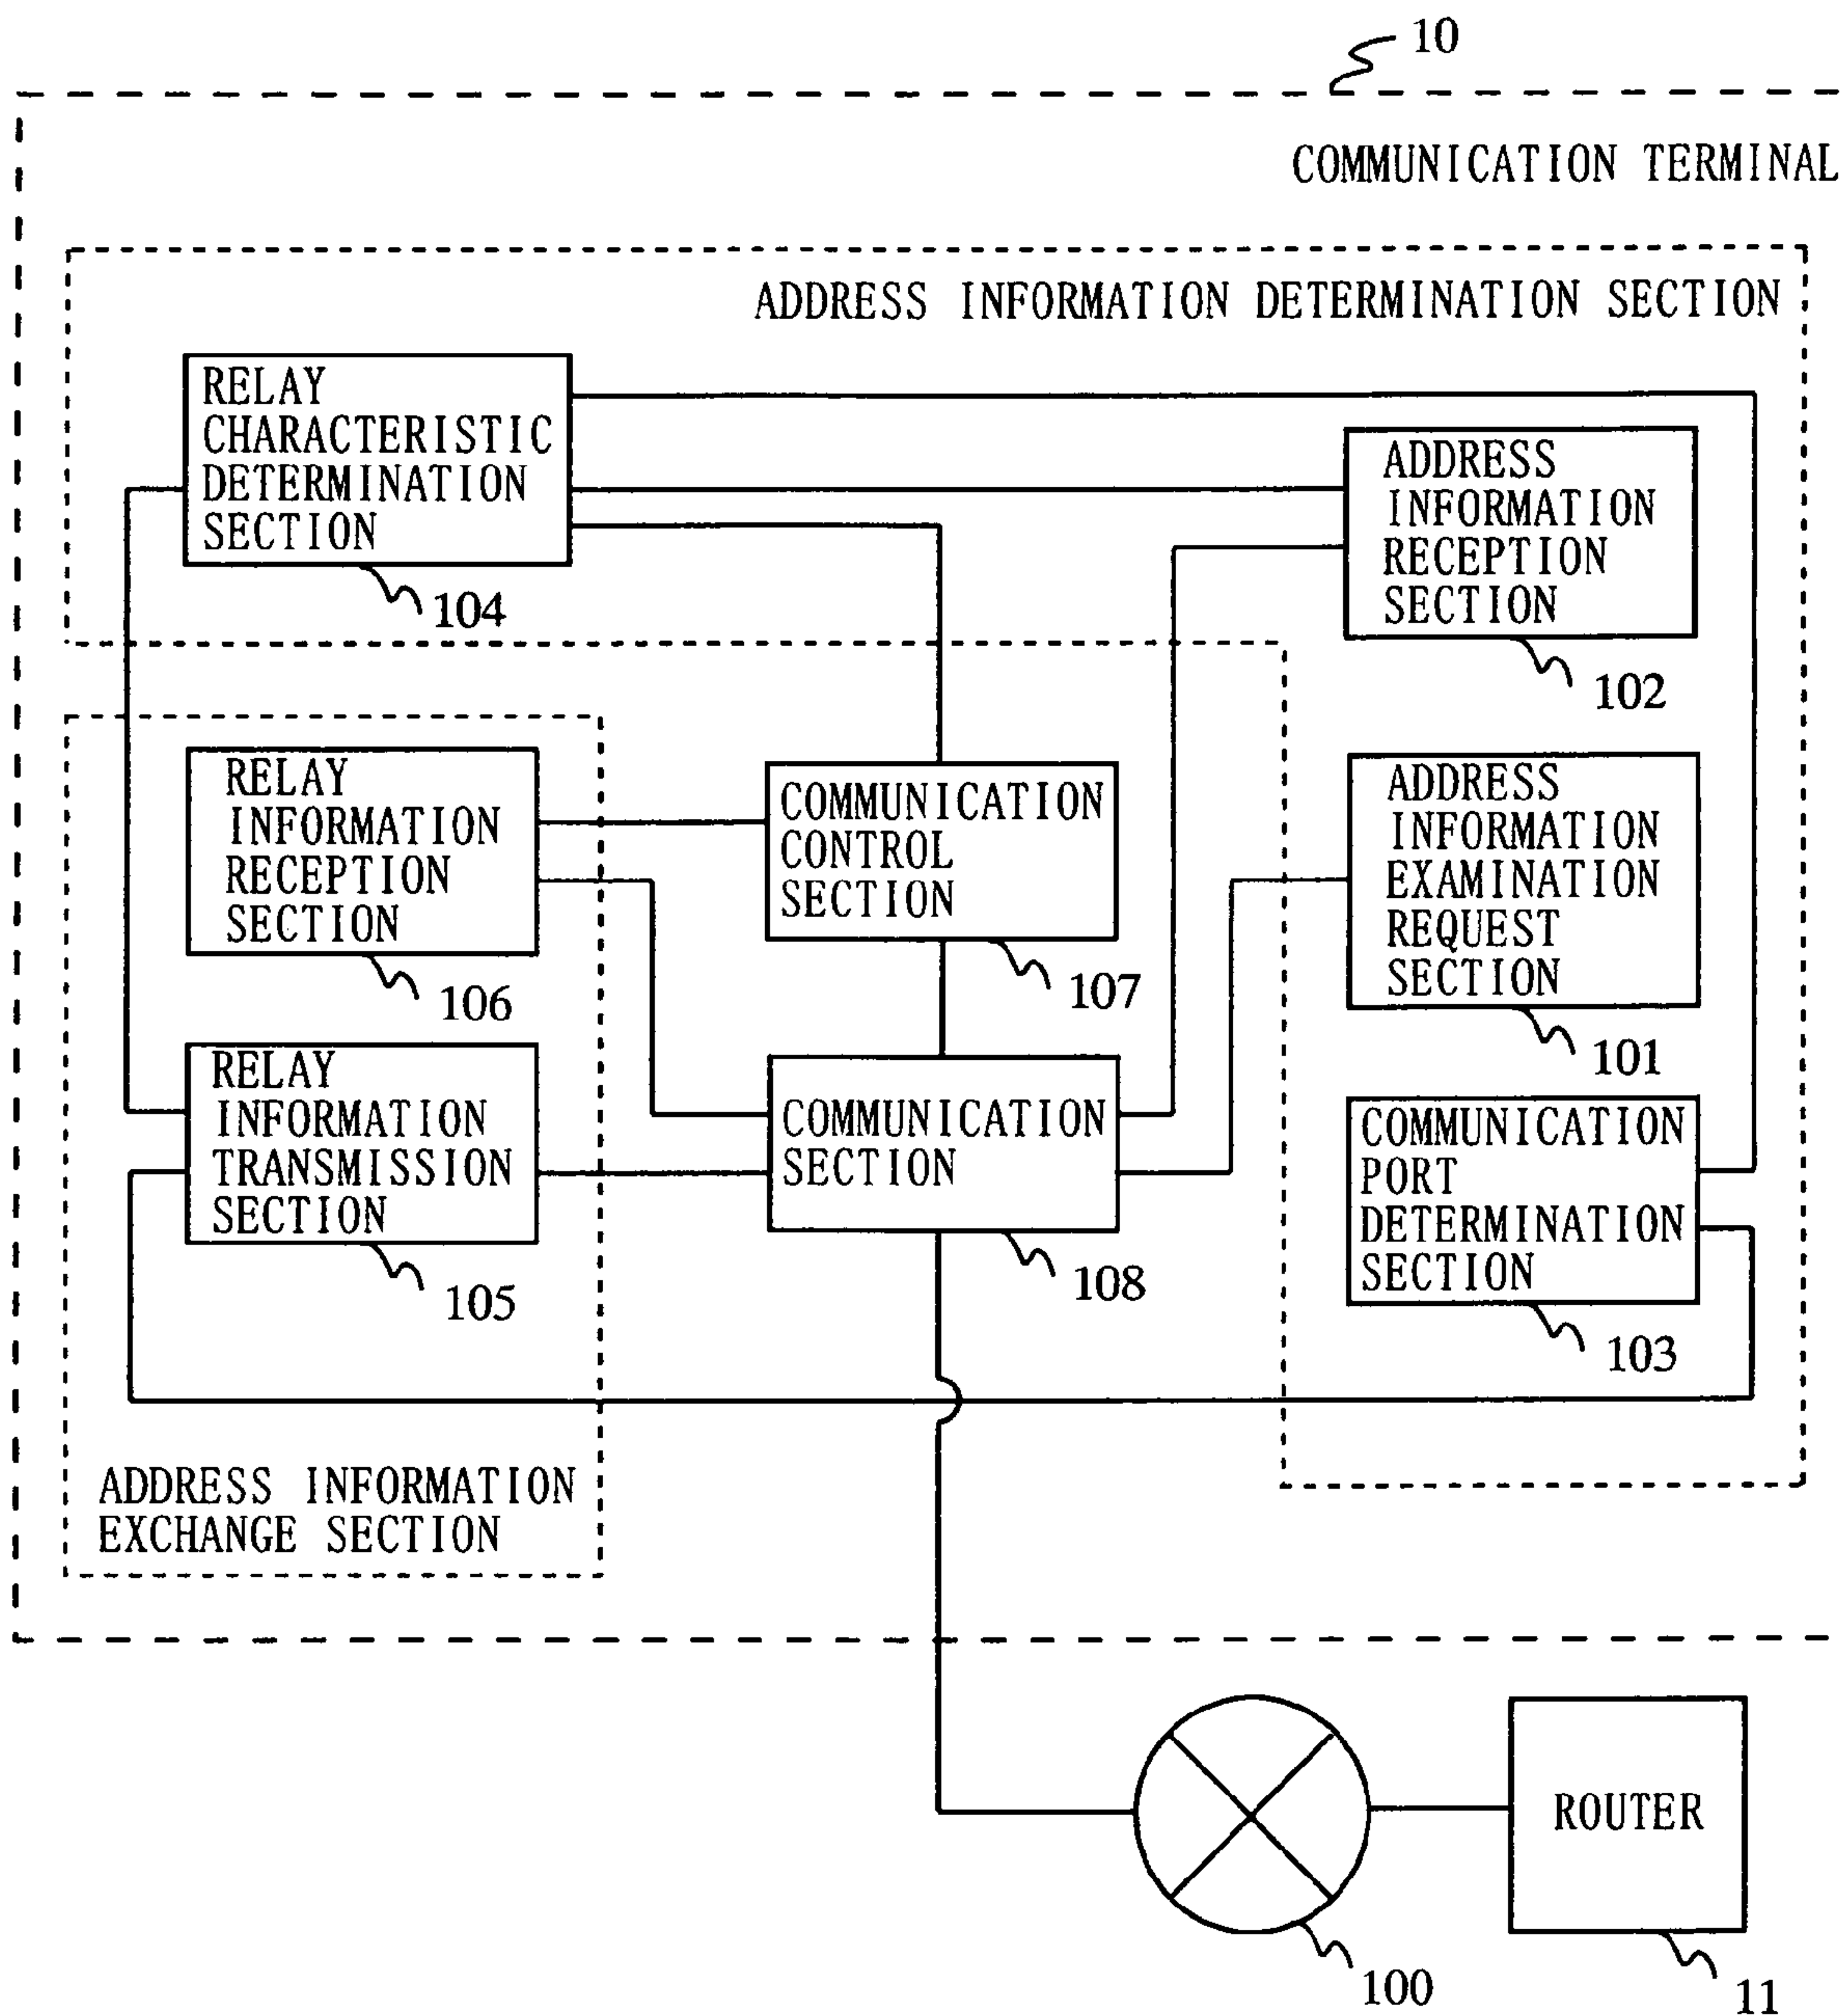 10
COMMUNICATION TERMINAL
ADDRESS INFORMATION DETERMINATION SECTION
RELAY
CHARACTERISTIC
DETERMINATION
SECTION
104
ADDRESS
INFORMATION
RECEPTION
SECTION
102
RELAY
INFORMATION
RECEPTION
SECTION
106
COMMUNICATION
CONTROL
SECTION
107
ADDRESS
INFORMATION
EXAMINATION
REQUEST
SECTION
101
RELAY
INFORMATION
TRANSMISSION
SECTION
105
COMMUNICATION
SECTION
108
COMMUNICATION
PORT
DETERMINATION
SECTION
103
ADDRESS INFORMATION
EXCHANGE SECTION
ROUTER
100
11